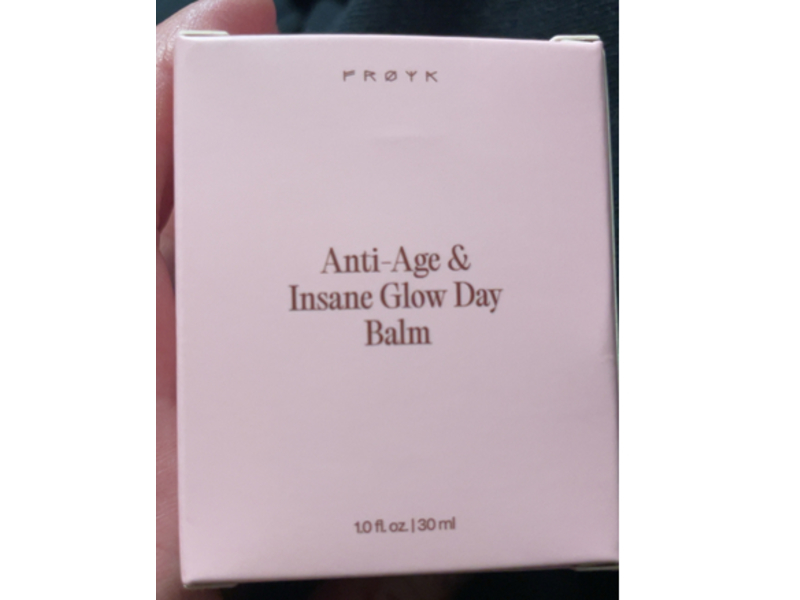 FRØYK
Anti-Age &
Insane Glow Day
Balm
1.0 fl. oz. | 30 ml